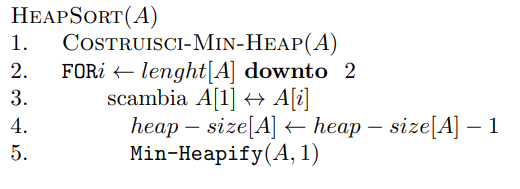 HEAPSORT(A)
1. COSTRUISCI-MIN-HEAP(A)
2. FORi ← lenght[A] downto 2
3. scambia A[1] ↔ A[i]
4. heap − size[A] ← heap − size[A] − 1
5. Min-Heapify(A, 1)